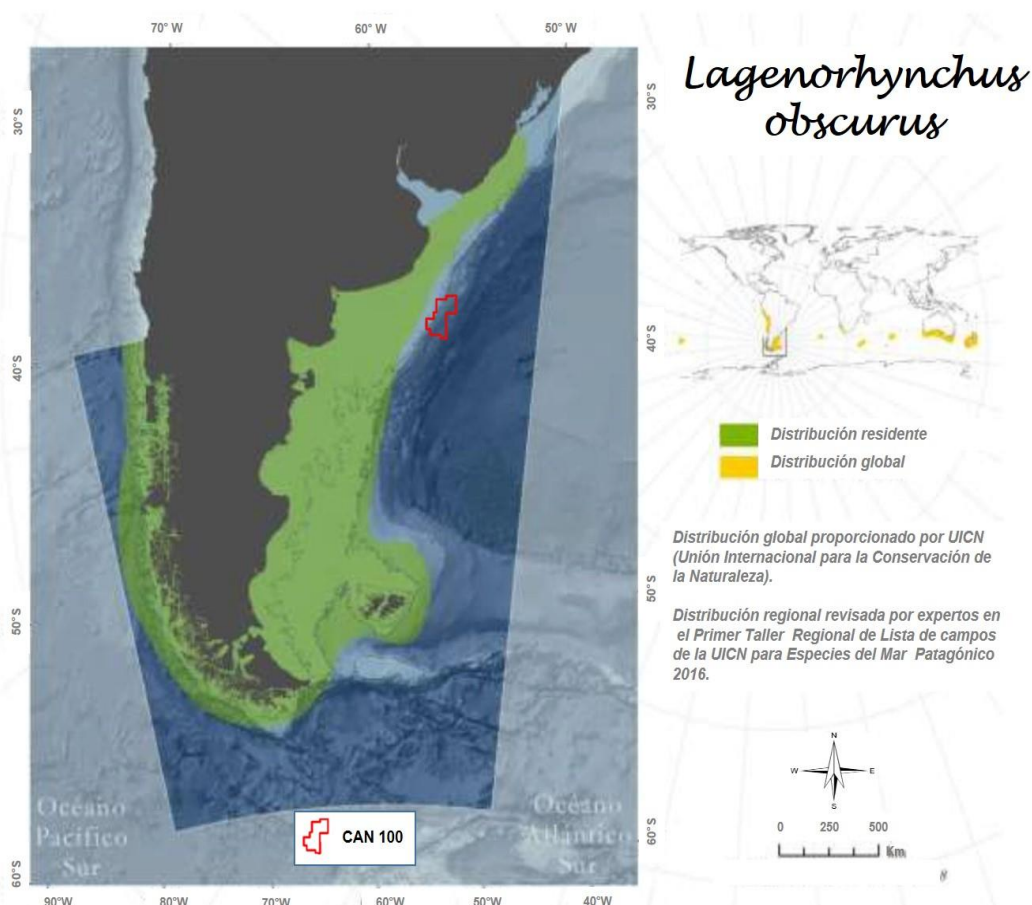 70° W
60° W
50° W
30°S
40°S
50°S
60°S
30°S
40°S
50°S
60°S
90°W
80°W
70°W
60°W
50°W
40°W
Océano
Pacífico
Sur
Océano
Atlántico
Sur
CAN 100
Lagenorhynchus
obscurus
Distribución residente
Distribución global
Distribución global proporcionado por UICN
(Unión Internacional para la Conservación de
la Naturaleza).
Distribución regional revisada por expertos en
el Primer Taller Regional de Lista de campos
de la UICN para Especies del Mar Patagónico
2016.
N
W
E
S
0
250
500
Km